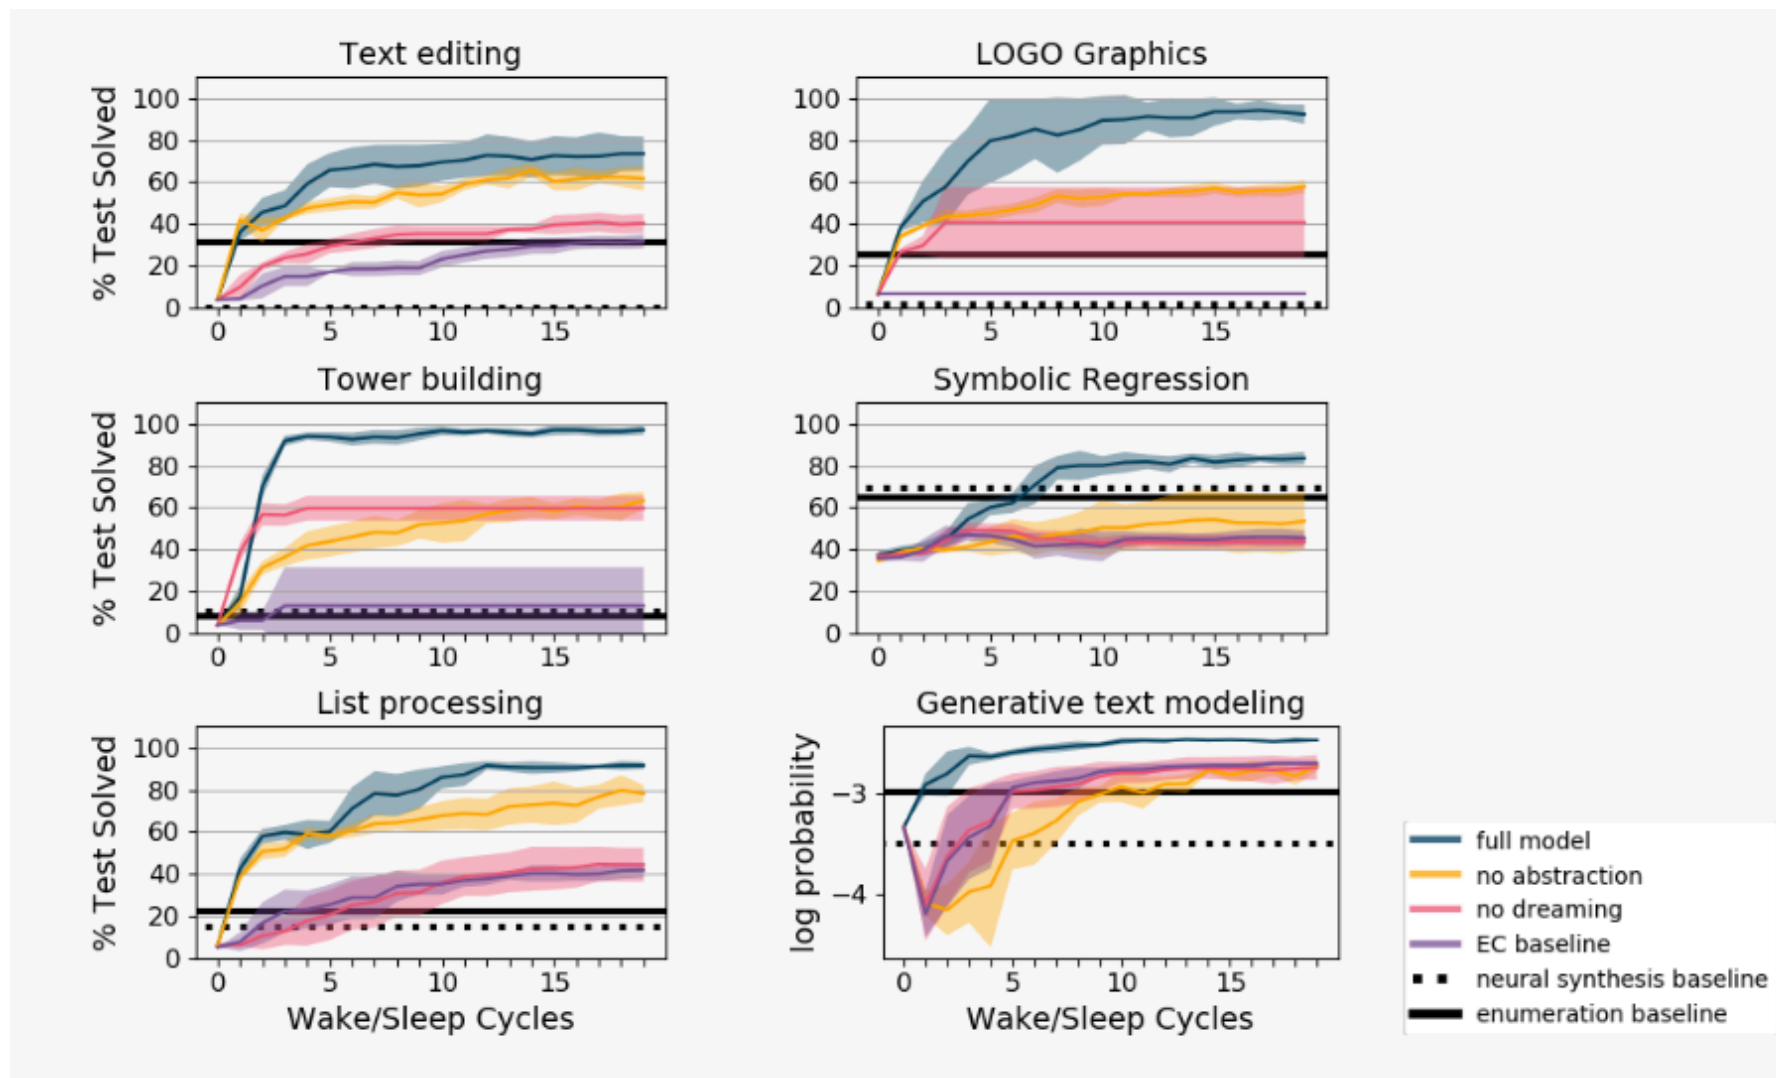 Text editing
% Test Solved
100
80
60
40
20
0
0 5 10 15
LOGO Graphics
100
80
60
40
20
0
0 5 10 15
Tower building
% Test Solved
100
80
60
40
20
0
0 5 10 15
Symbolic Regression
100
80
60
40
20
0
0 5 10 15
List processing
% Test Solved
100
80
60
40
20
0
0 5 10 15
Wake/Sleep Cycles
Generative text modeling
log probability
−3
−4
0 5 10 15
Wake/Sleep Cycles
full model
no abstraction
no dreaming
EC baseline
neural synthesis baseline
enumeration baseline